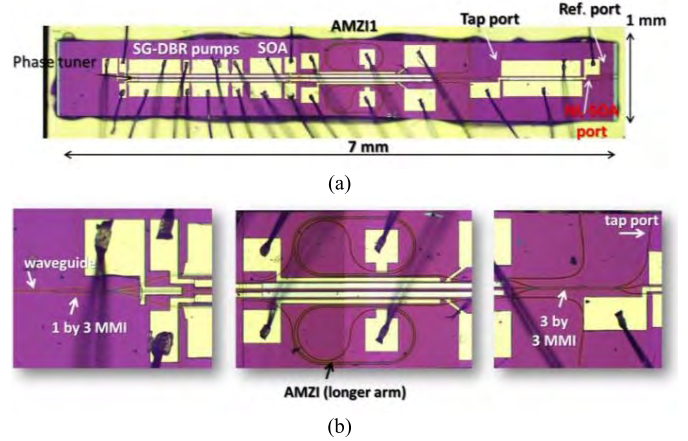 AMZI1
Ref. port
Tap port
1 mm
SG-DBR pumps
SOA
Phase tuner
port
7 mm
(a)
waveguide
1 by 3 MMI
tap port
3 by
3 MMI
AMZI (longer arm)
(b)